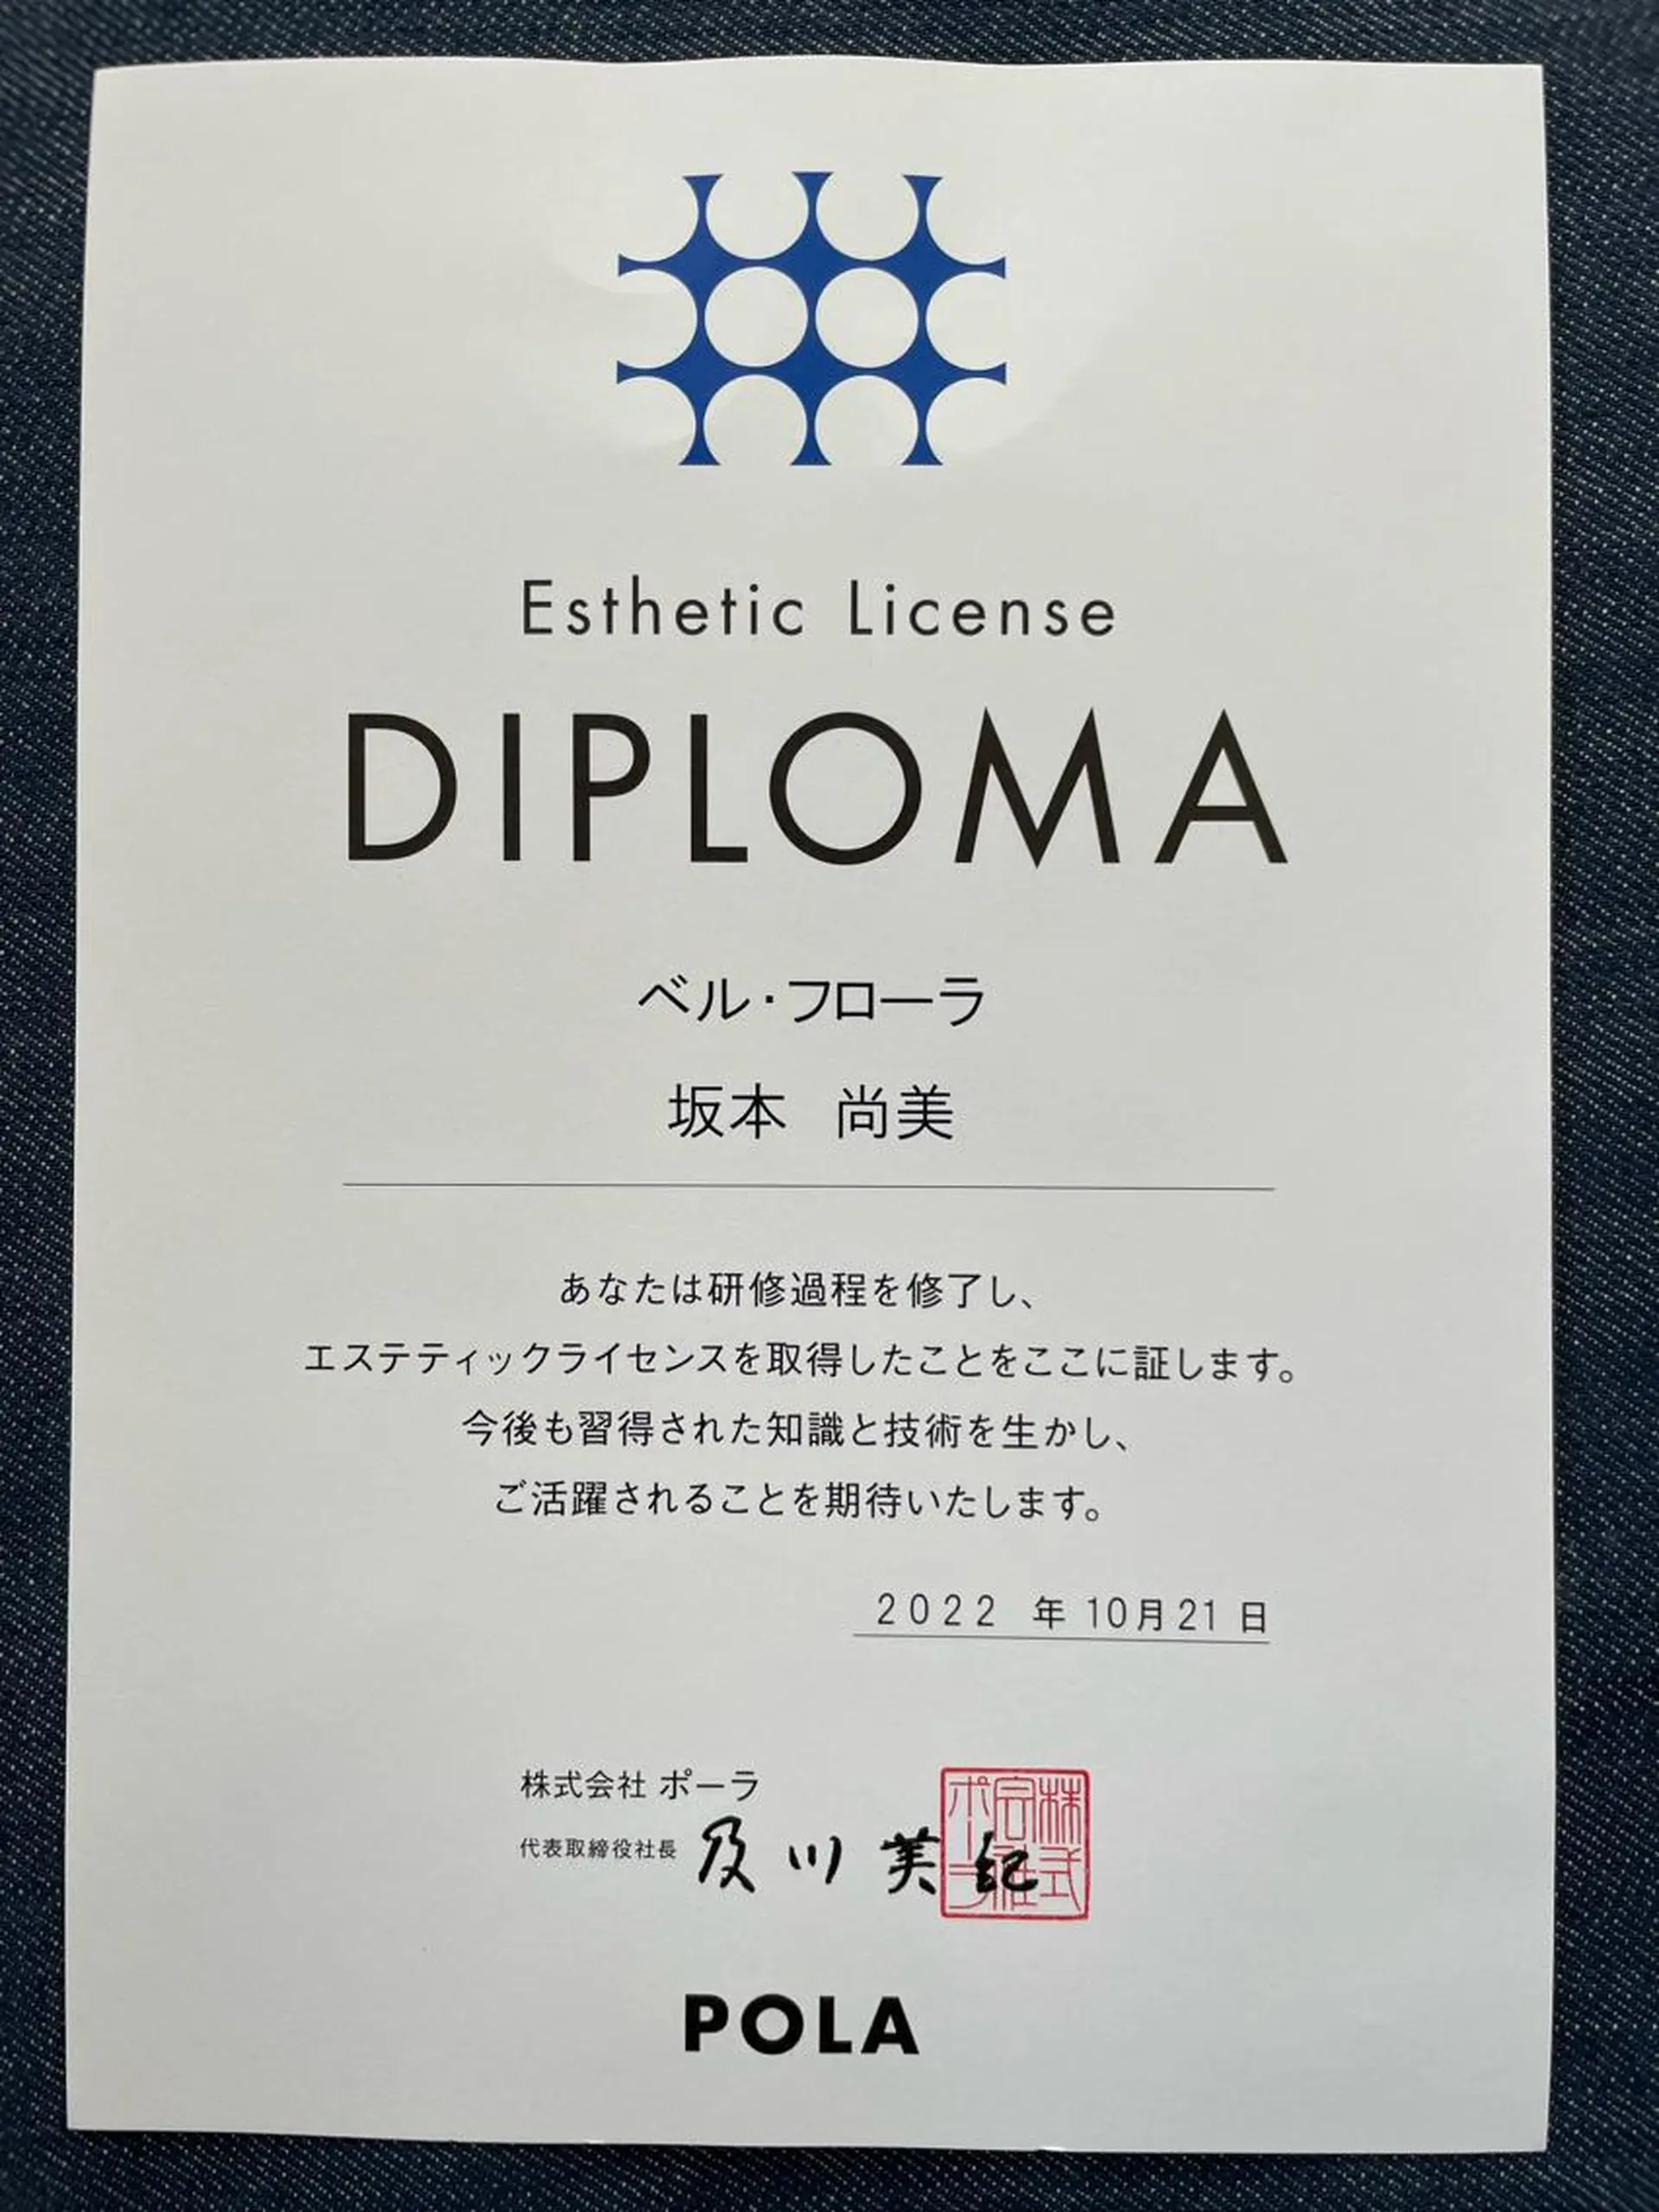 Esthetic License
DIPLOMA
ベル・フローラ
坂本 尚美
あなたは研修過程を修了し、
エステティックライセンスを取得したことをここに証します。
今後も習得された知識と技術を生かし、
ご活躍されることを期待いたします。
2022 年 10月21 日
株式会社 ポーラ
代表取締役社長 及川 美紀
POLA